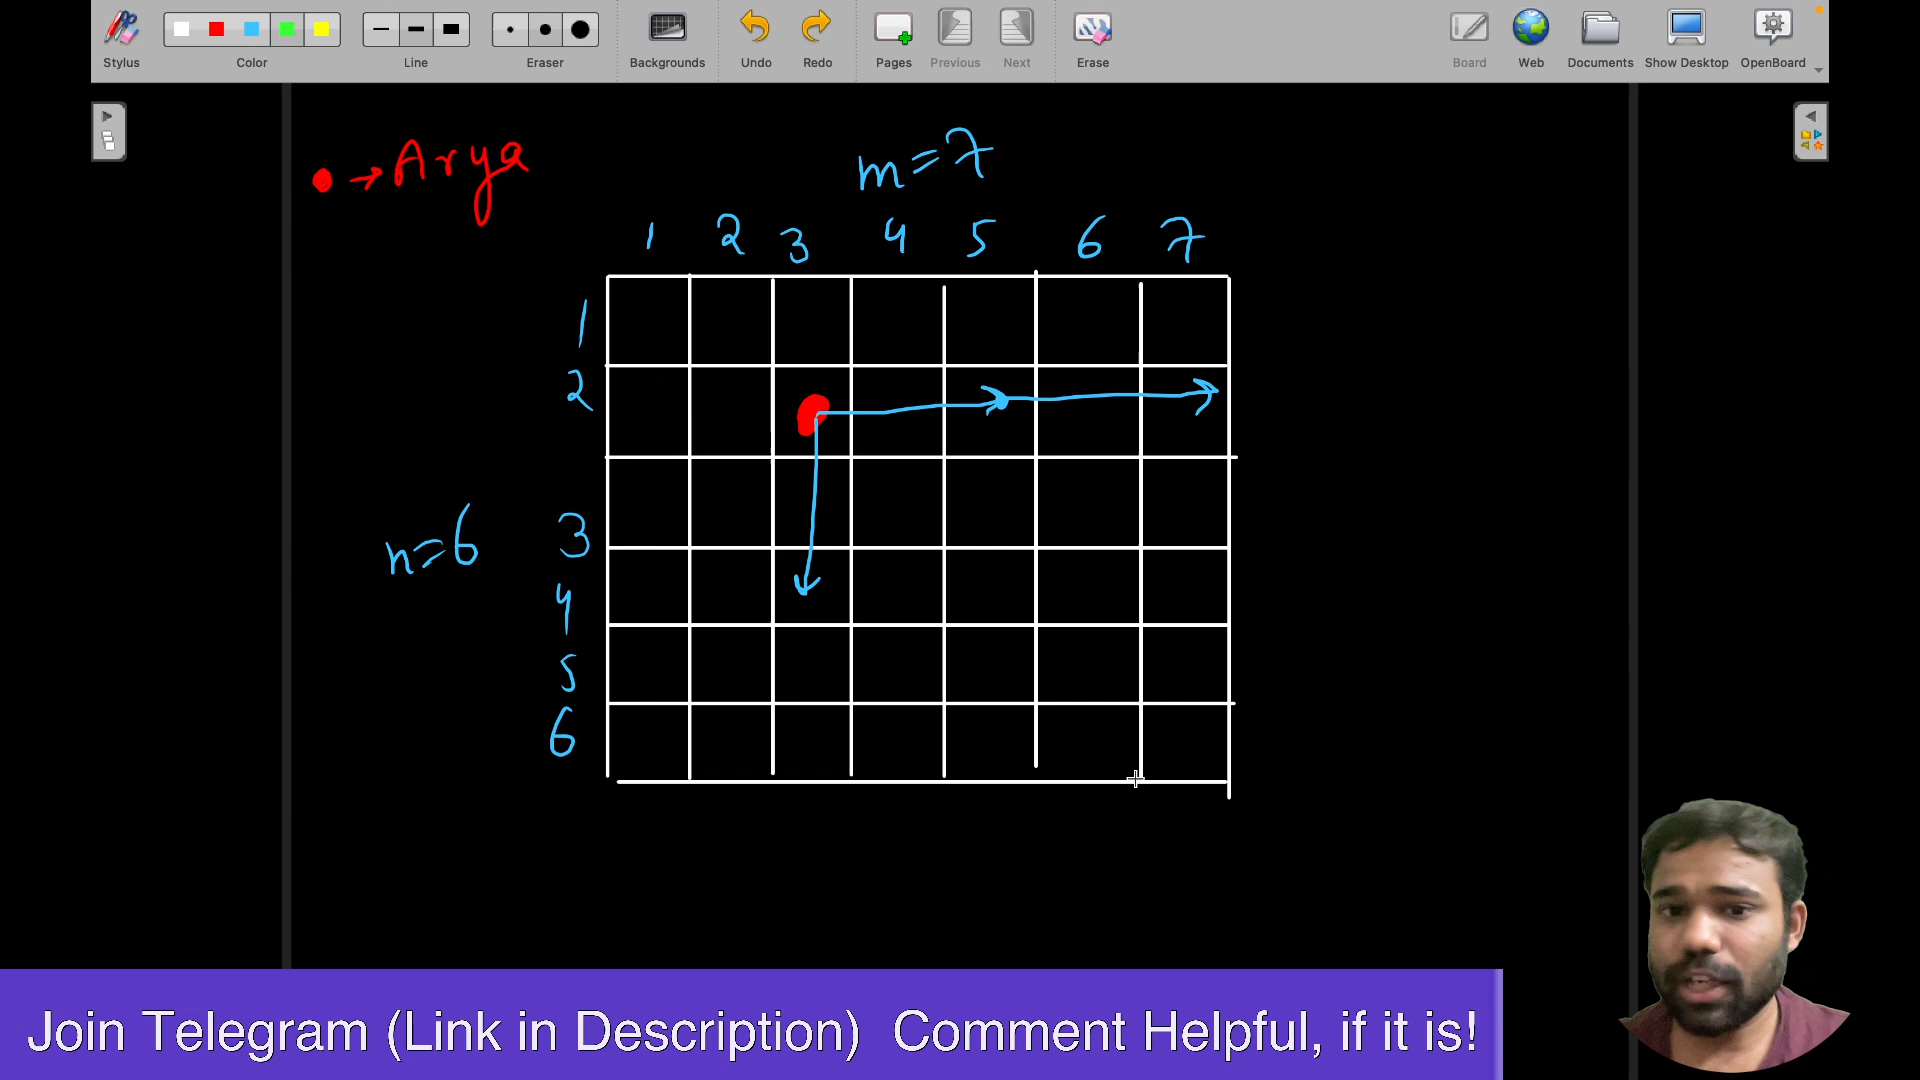 Stylus Color Line Eraser Backgrounds Undo Redo Pages Previous Next Erase Board Web Documents Show Desktop OpenBoard
→ Arya
m=7
1 2 3 4 5 6 7
1
2
n=6 3
4
5
6
Join Telegram (Link in Description) Comment Helpful, if it is!